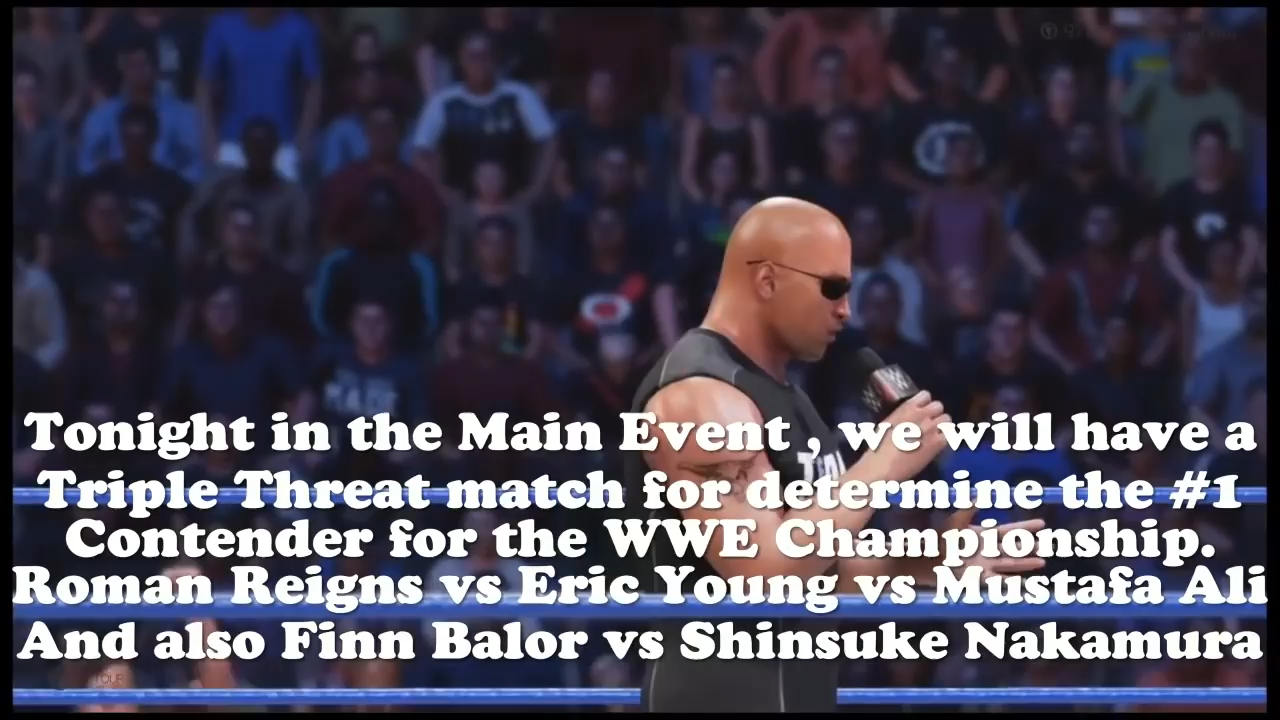 Tonight in the Main Event , we will have a
Triple Threat match for determine the #1
Contender for the WWE Championship.
Roman Reigns vs Eric Young vs Mustafa Ali
And also Finn Balor vs Shinsuke Nakamura